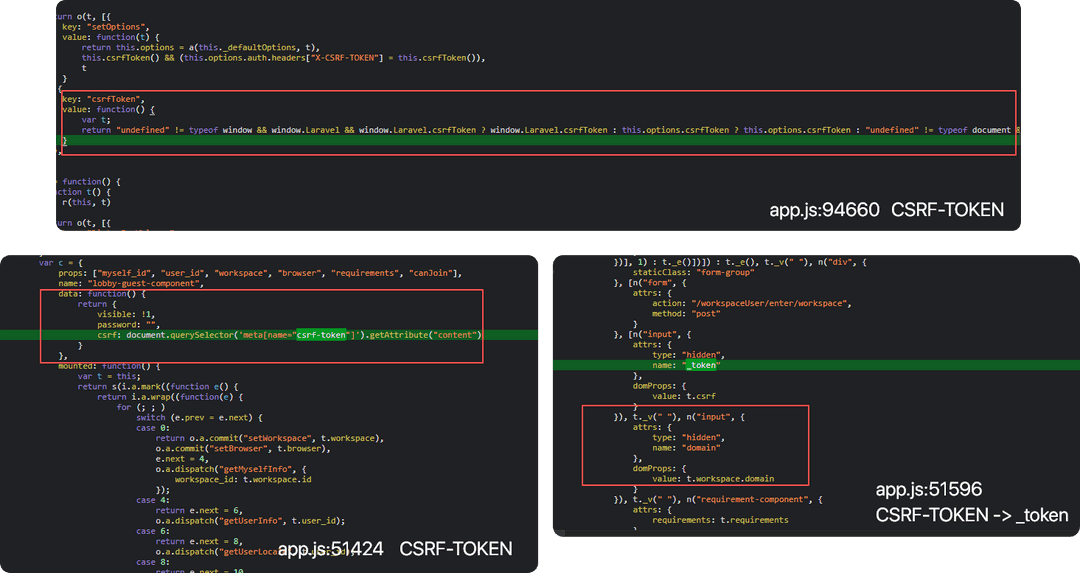 urn o(t, [{
key: "setOptions",
value: function(t) {
return this.options = a(this._defaultOptions, t),
this.csrfToken() && (this.options.auth.headers["X-CSRF-TOKEN"] = this.csrfToken()),
t
}
{
key: "csrfToken",
value: function() {
var t;
return "undefined" != typeof window && window.Laravel && window.Laravel.csrfToken ? window.Laravel.csrfToken : this.options.csrfToken ? this.options.csrfToken : "undefined" != typeof document &
}
,
= function() {
ction t() {
r(this, t)
urn o(t, [{
app.js:94660 CSRF-TOKEN
var c = {
props: ["myself_id", "user_id", "workspace", "browser", "requirements", "canJoin"],
name: "lobby-guest-component",
data: function() {
return {
visible: !1,
password: "",
csrf: document.querySelector('meta[name="csrf-token"]').getAttribute("content")
}
},
mounted: function() {
var t = this;
return s(i.a.mark((function e() {
return i.a.wrap((function(e) {
for (; ; )
switch (e.prev = e.next) {
case 0:
return o.a.commit("setWorkspace", t.workspace),
o.a.commit("setBrowser", t.browser),
e.next = 4,
o.a.dispatch("getMyselfInfo", {
workspace_id: t.workspace.id
});
case 4:
return e.next = 6,
o.a.dispatch("getUserInfo", t.user_id);
case 6:
return e.next = 8,
o.a.dispatch("getUserLoca
case 8:
return e.next = 10
app.js:51424 CSRF-TOKEN
})], 1) : t._e()])]) : t._e(), t._v(" "), n("div", {
staticClass: "form-group"
}, [n("form", {
attrs: {
action: "/workspaceUser/enter/workspace",
method: "post"
}
}, [n("input", {
attrs: {
type: "hidden",
name: "_token"
},
domProps: {
value: t.csrf
}
}), t._v(" "), n("input", {
attrs: {
type: "hidden",
name: "domain"
},
domProps: {
value: t.workspace.domain
}
}), t._v(" "), n("requirement-component", {
attrs: {
requirements: t.requirements
}
app.js:51596
CSRF-TOKEN -> _token